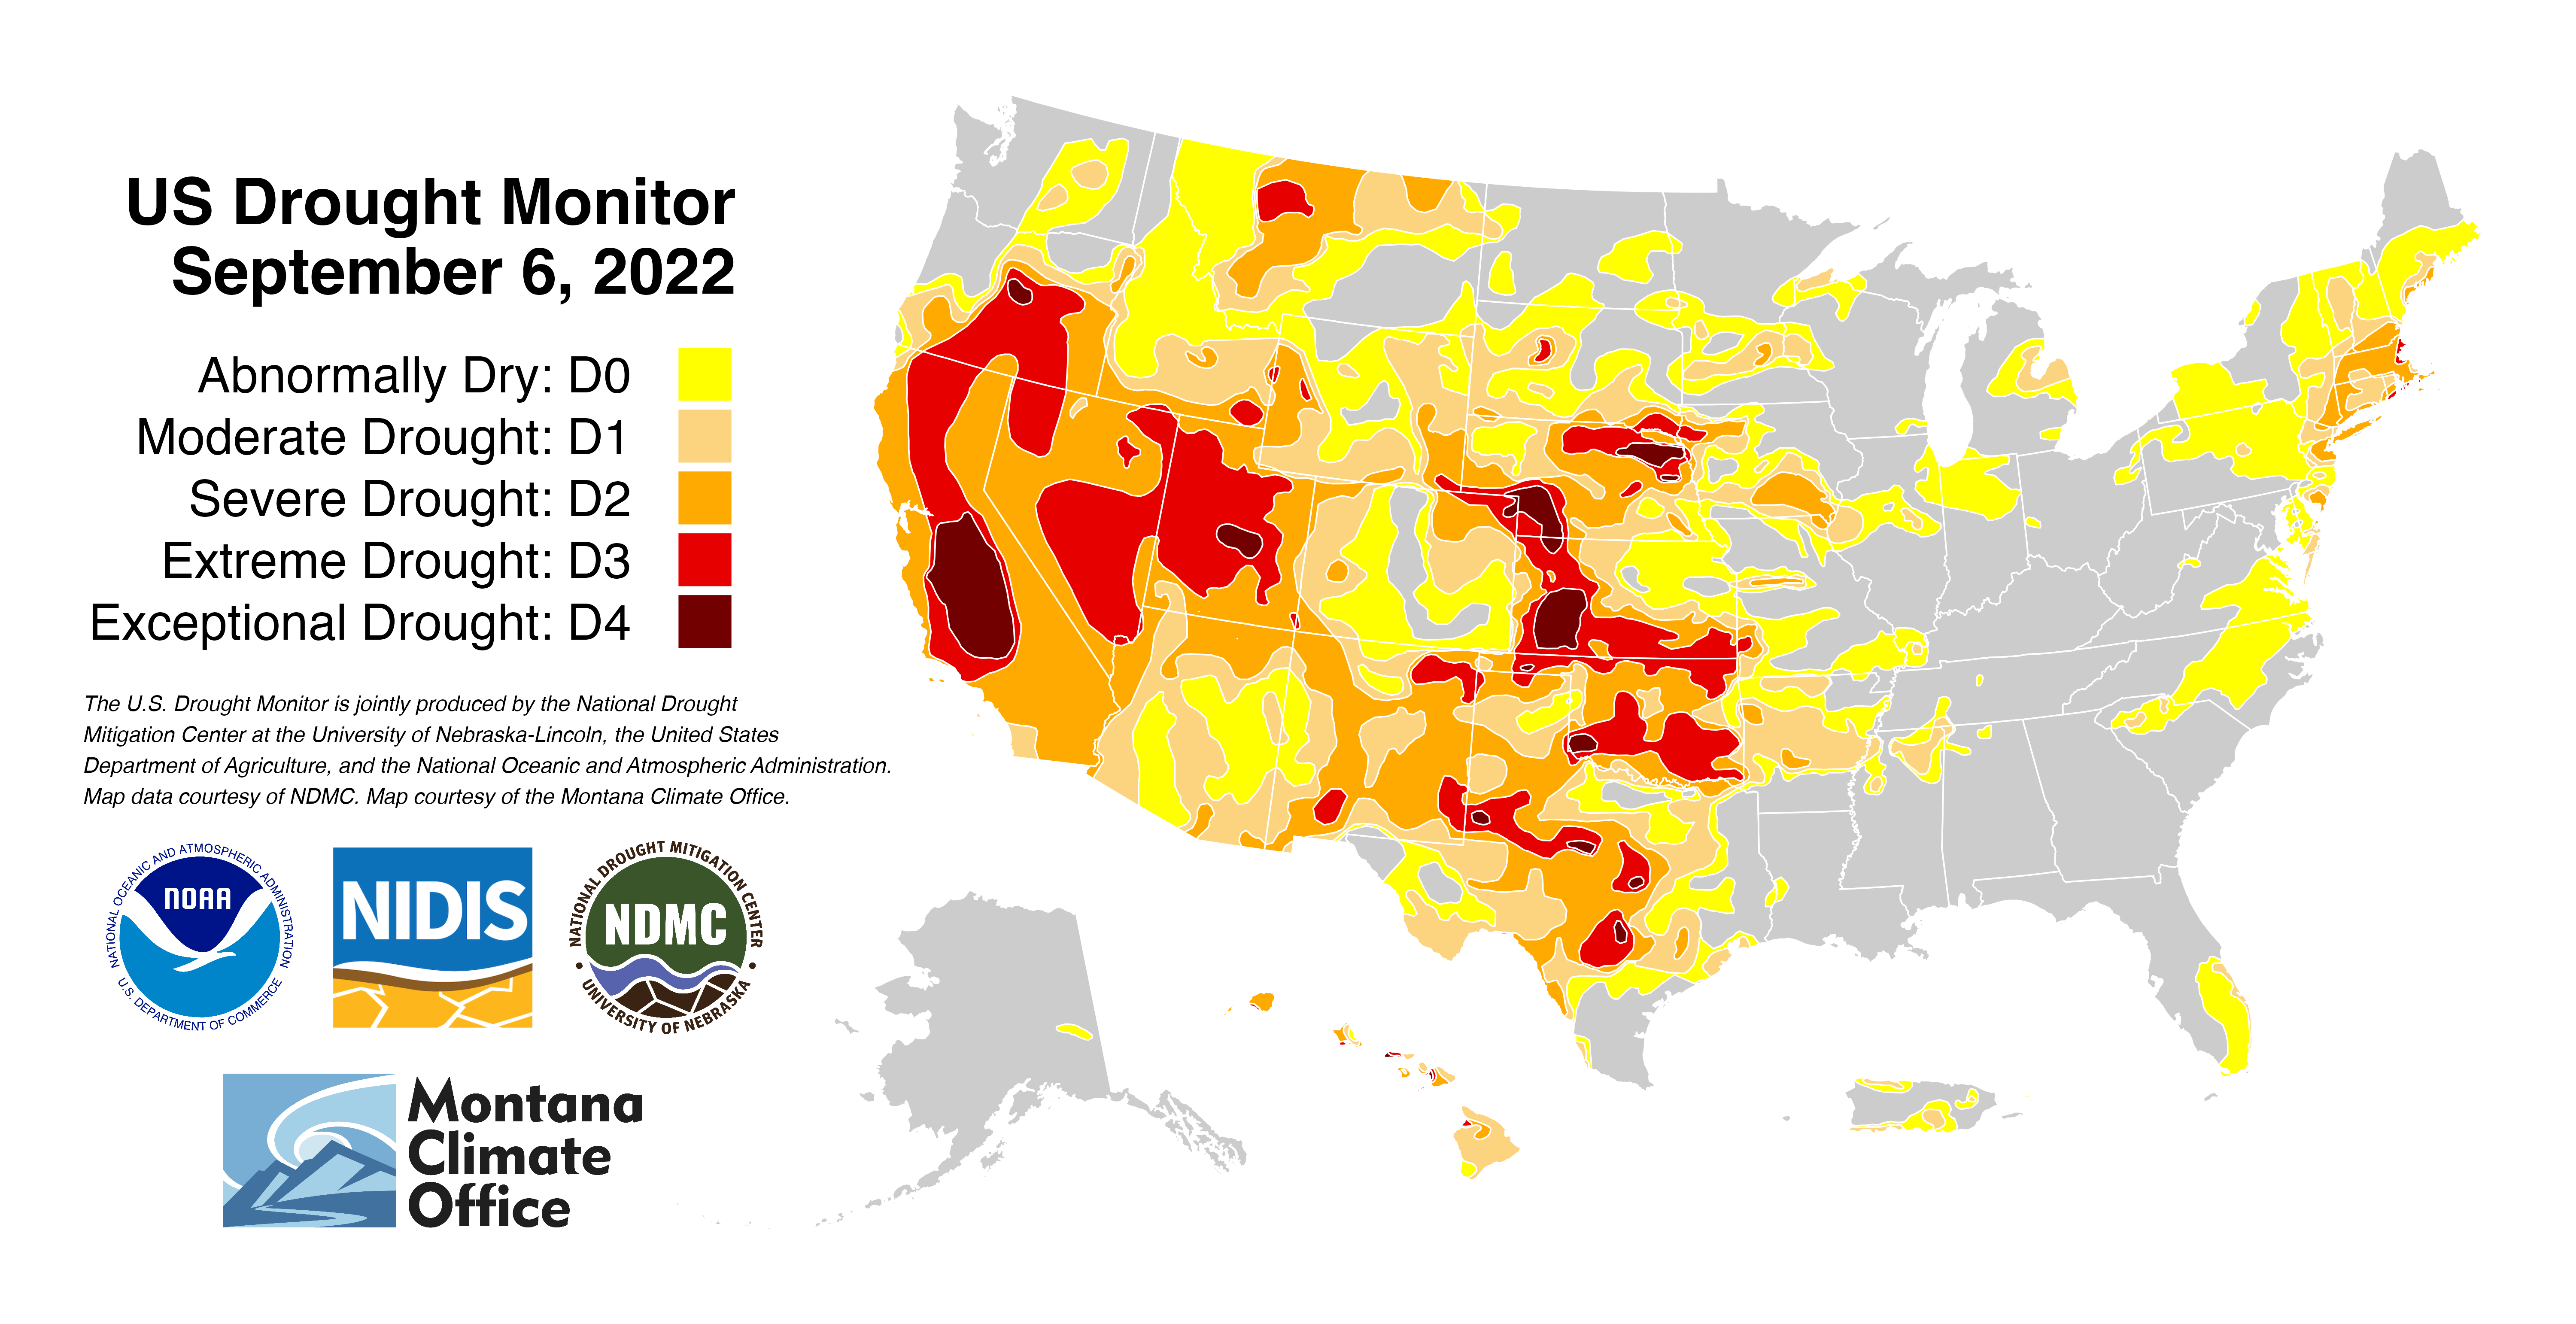 US Drought Monitor
September 6, 2022
Abnormally Dry: D0
Moderate Drought: D1
Severe Drought: D2
Extreme Drought: D3
Exceptional Drought: D4
The U.S. Drought Monitor is jointly produced by the National Drought
Mitigation Center at the University of Nebraska-Lincoln, the United States
Department of Agriculture, and the National Oceanic and Atmospheric Administration.
Map data courtesy of NDMC. Map courtesy of the Montana Climate Office.
NATIONAL OCEANIC AND ATMOSPHERIC ADMINISTRATION
NOAA
U.S. DEPARTMENT OF COMMERCE
NIDIS
NATIONAL DROUGHT MITIGATION CENTER
NDMC
UNIVERSITY OF NEBRASKA
Montana
Climate
Office